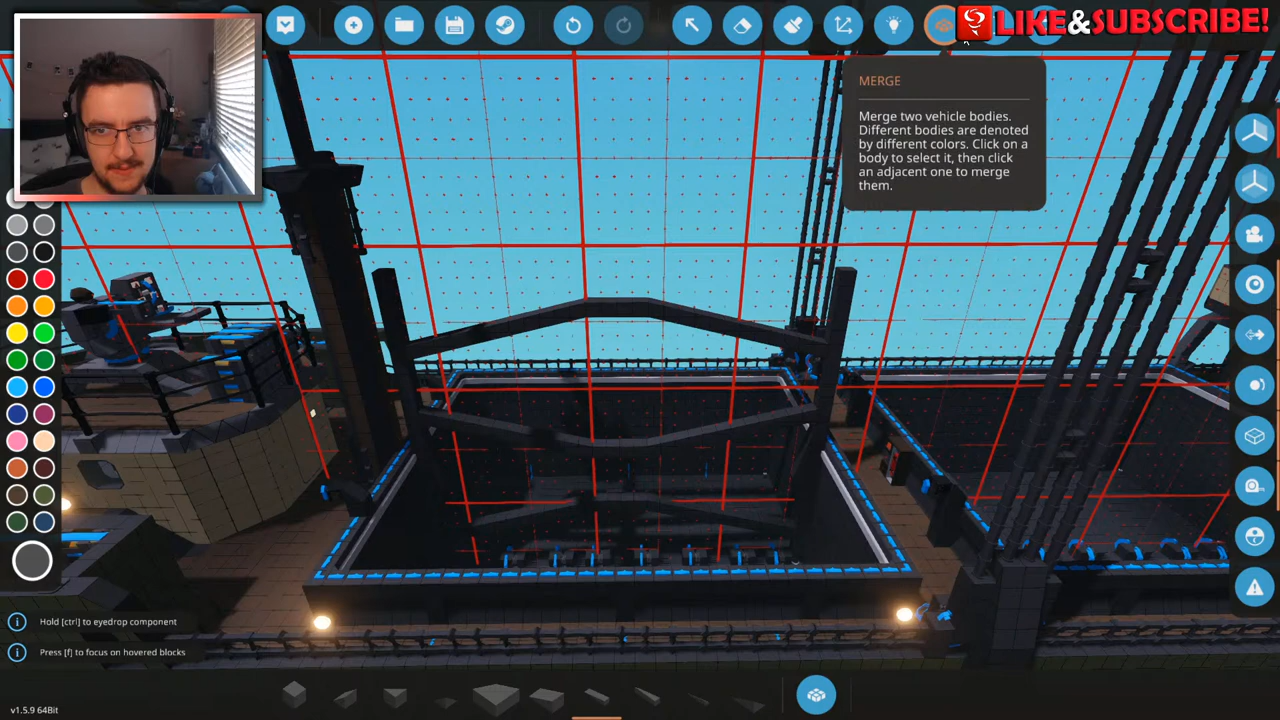 LIKE&SUBSCRIBE!
MERGE
Merge two vehicle bodies.
Different bodies are denoted
by different colors. Click on a
body to select it, then click
an adjacent one to merge
them.
Hold [ctrl] to eyedrop component
Press [f] to focus on hovered blocks
v1.5.9 64Bit